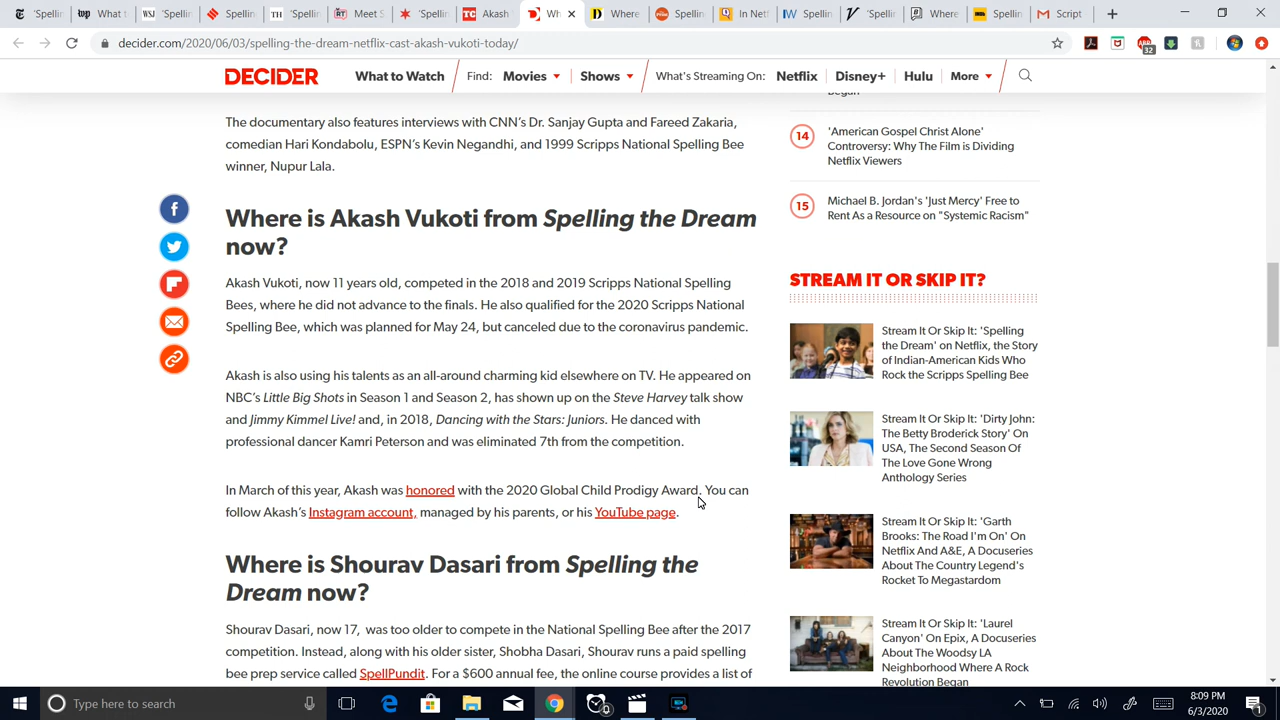 'Spellin
Top
What
Spellin
'Spellin
Meet S
'Spellin
Akash
Wh
Where
Spellin
In Netf
Spellin
'Spellin
Where
Spellin
Script
decider.com/2020/06/03/spelling-the-dream-netflix-cast-akash-vukoti-today/
32
DECIDER
What to Watch
Find:
Movies
Shows
What's Streaming On:
Netflix
Disney+
Hulu
More
The documentary also features interviews with CNN's Dr. Sanjay Gupta and Fareed Zakaria,
comedian Hari Kondabolu, ESPN's Kevin Negandhi, and 1999 Scripps National Spelling Bee
winner, Nupur Lala.
Where is Akash Vukoti from Spelling the Dream
now?
Akash Vukoti, now 11 years old, competed in the 2018 and 2019 Scripps National Spelling
Bees, where he did not advance to the finals. He also qualified for the 2020 Scripps National
Spelling Bee, which was planned for May 24, but canceled due to the coronavirus pandemic.
Akash is also using his talents as an all-around charming kid elsewhere on TV. He appeared on
NBC's Little Big Shots in Season 1 and Season 2, has shown up on the Steve Harvey talk show
and Jimmy Kimmel Live! and, in 2018, Dancing with the Stars: Juniors. He danced with
professional dancer Kamri Peterson and was eliminated 7th from the competition.
In March of this year, Akash was honored with the 2020 Global Child Prodigy Award. You can
follow Akash's Instagram account, managed by his parents, or his YouTube page.
Where is Shourav Dasari from Spelling the
Dream now?
Shourav Dasari, now 17, was too older to compete in the National Spelling Bee after the 2017
competition. Instead, along with his older sister, Shobha Dasari, Shourav runs a paid spelling
bee prep service called SpellPundit. For a $600 annual fee, the online course provides a list of
Began
14
'American Gospel Christ Alone'
Controversy: Why The Film is Dividing
Netflix Viewers
15
Michael B. Jordan's 'Just Mercy' Free to
Rent As a Resource on "Systemic Racism"
STREAM IT OR SKIP IT?
Stream It Or Skip It: 'Spelling
the Dream' on Netflix, the Story
of Indian-American Kids Who
Rock the Scripps Spelling Bee
Stream It Or Skip It: 'Dirty John:
The Betty Broderick Story' On
USA, The Second Season Of
The Love Gone Wrong
Anthology Series
Stream It Or Skip It: 'Garth
Brooks: The Road I'm On' On
Netflix And A&E, A Docuseries
About The Country Legend's
Rocket To Megastardom
Stream It Or Skip It: 'Laurel
Canyon' On Epix, A Docuseries
About The Woodsy LA
Neighborhood Where A Rock
Revolution Began
Type here to search
8:09 PM
6/3/2020